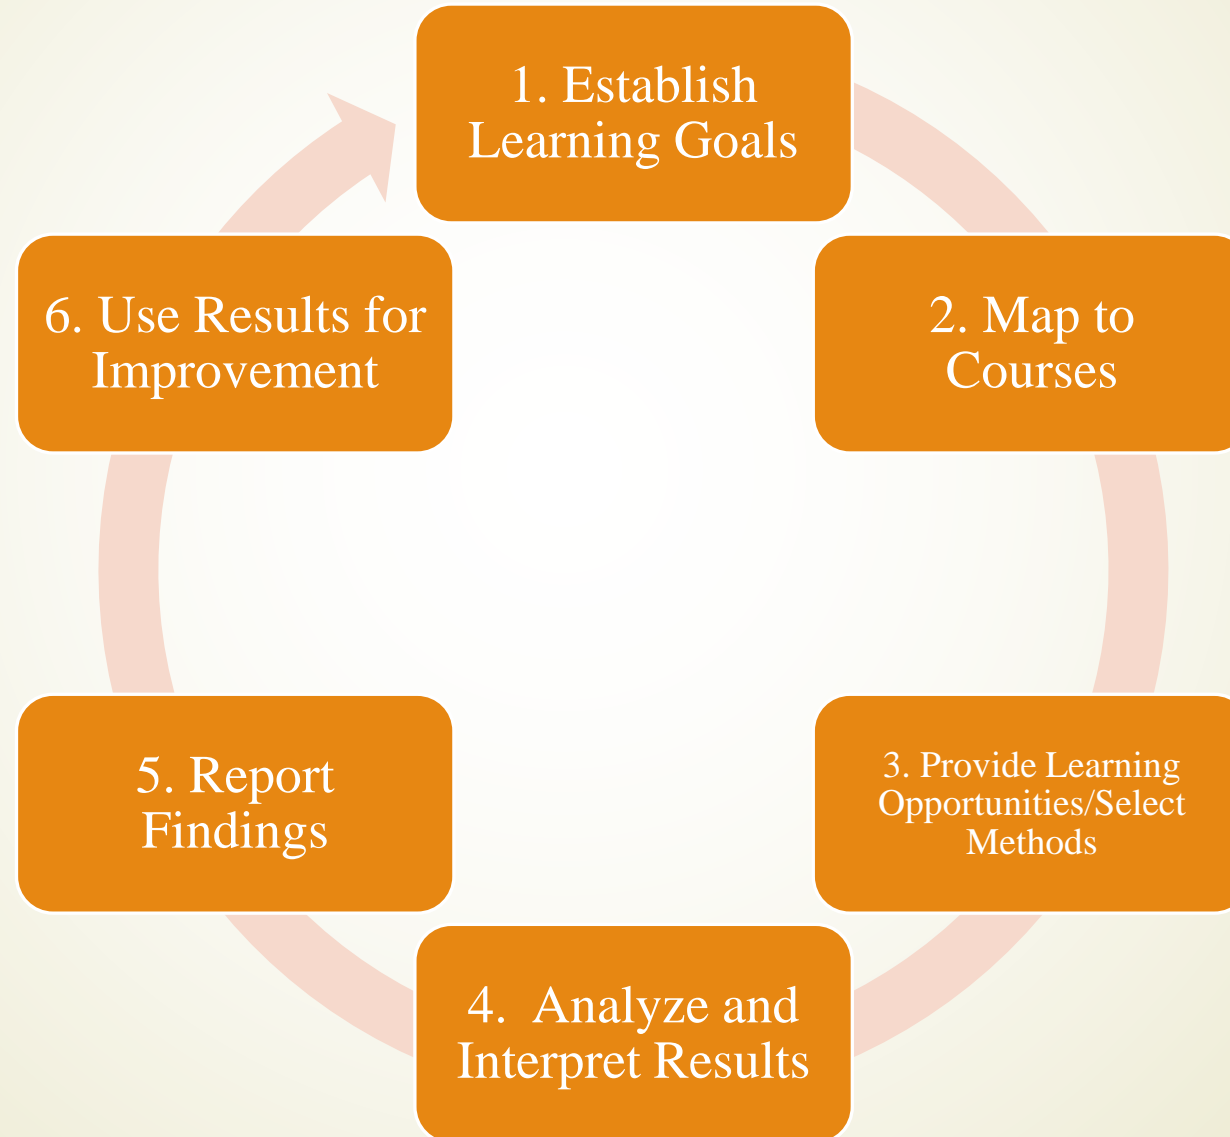 1. Establish
Learning Goals
2. Map to
Courses
3. Provide Learning
Opportunities/Select
Methods
4.  Analyze and
Interpret Results
5. Report
Findings
6. Use Results for
Improvement